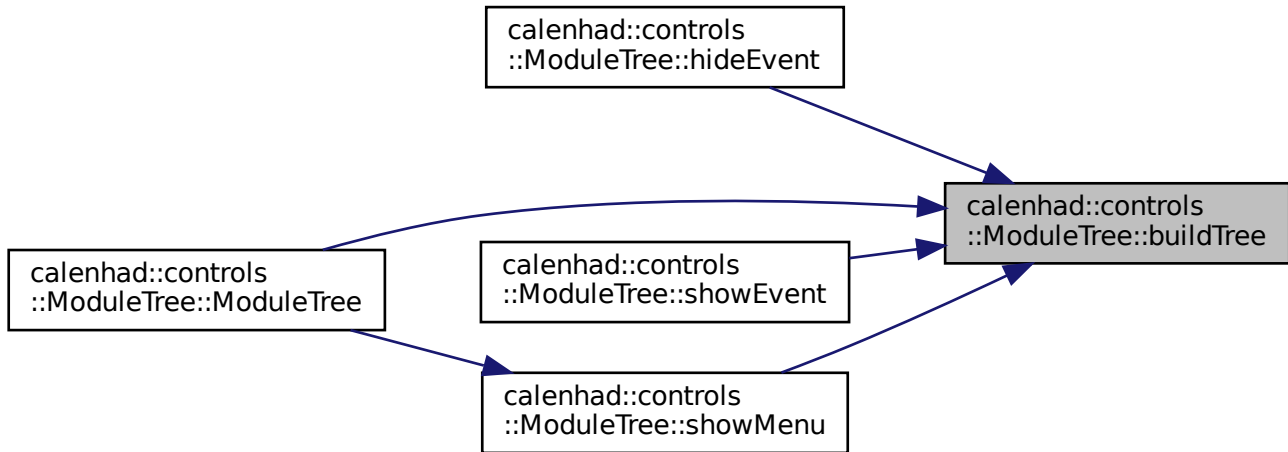 calenhad::controls
::ModuleTree::hideEvent
calenhad::controls
::ModuleTree::buildTree
calenhad::controls
::ModuleTree::ModuleTree
calenhad::controls
::ModuleTree::showEvent
calenhad::controls
::ModuleTree::showMenu